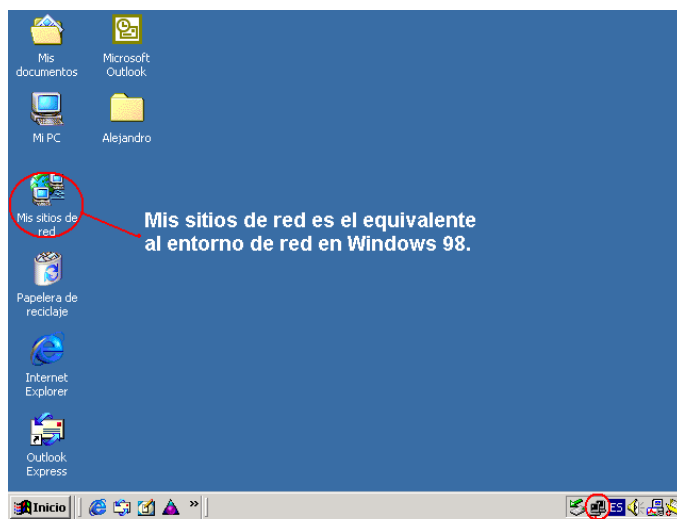 Mis
documentos
Microsoft
Outlook
Mi PC
Alejandro
Mis sitios de
red
Mis sitios de red es el equivalente
al entorno de red en Windows 98.
Papelera de
reciclaje
Internet
Explorer
Outlook
Express
Inicio
»
ES